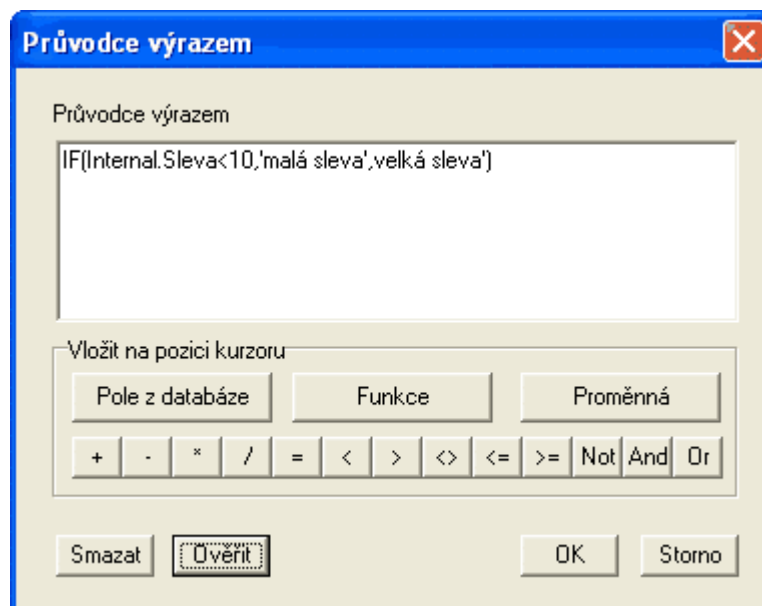 Průvodce výrazem
Průvodce výrazem
IF(Internal.Sleva<10,'malá sleva',velká sleva')
Vložit na pozici kurzoru
Pole z databáze Funkce Proměnná
+ - * / = < > <> <= >= Not And Or
Smazat Ověřit OK Storno